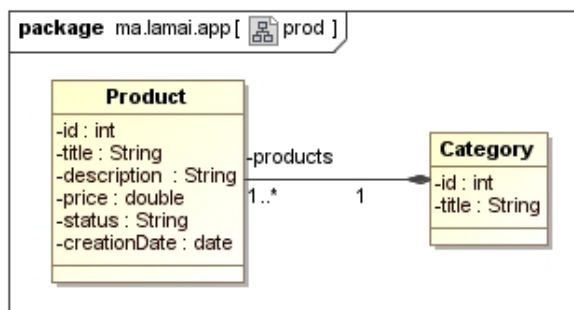 package ma.lamai.app [ prod ]
Product
-id : int
-title : String
-description : String
-price : double
-status : String
-creationDate : date
-products
1..*
1
Category
-id : int
-title : String